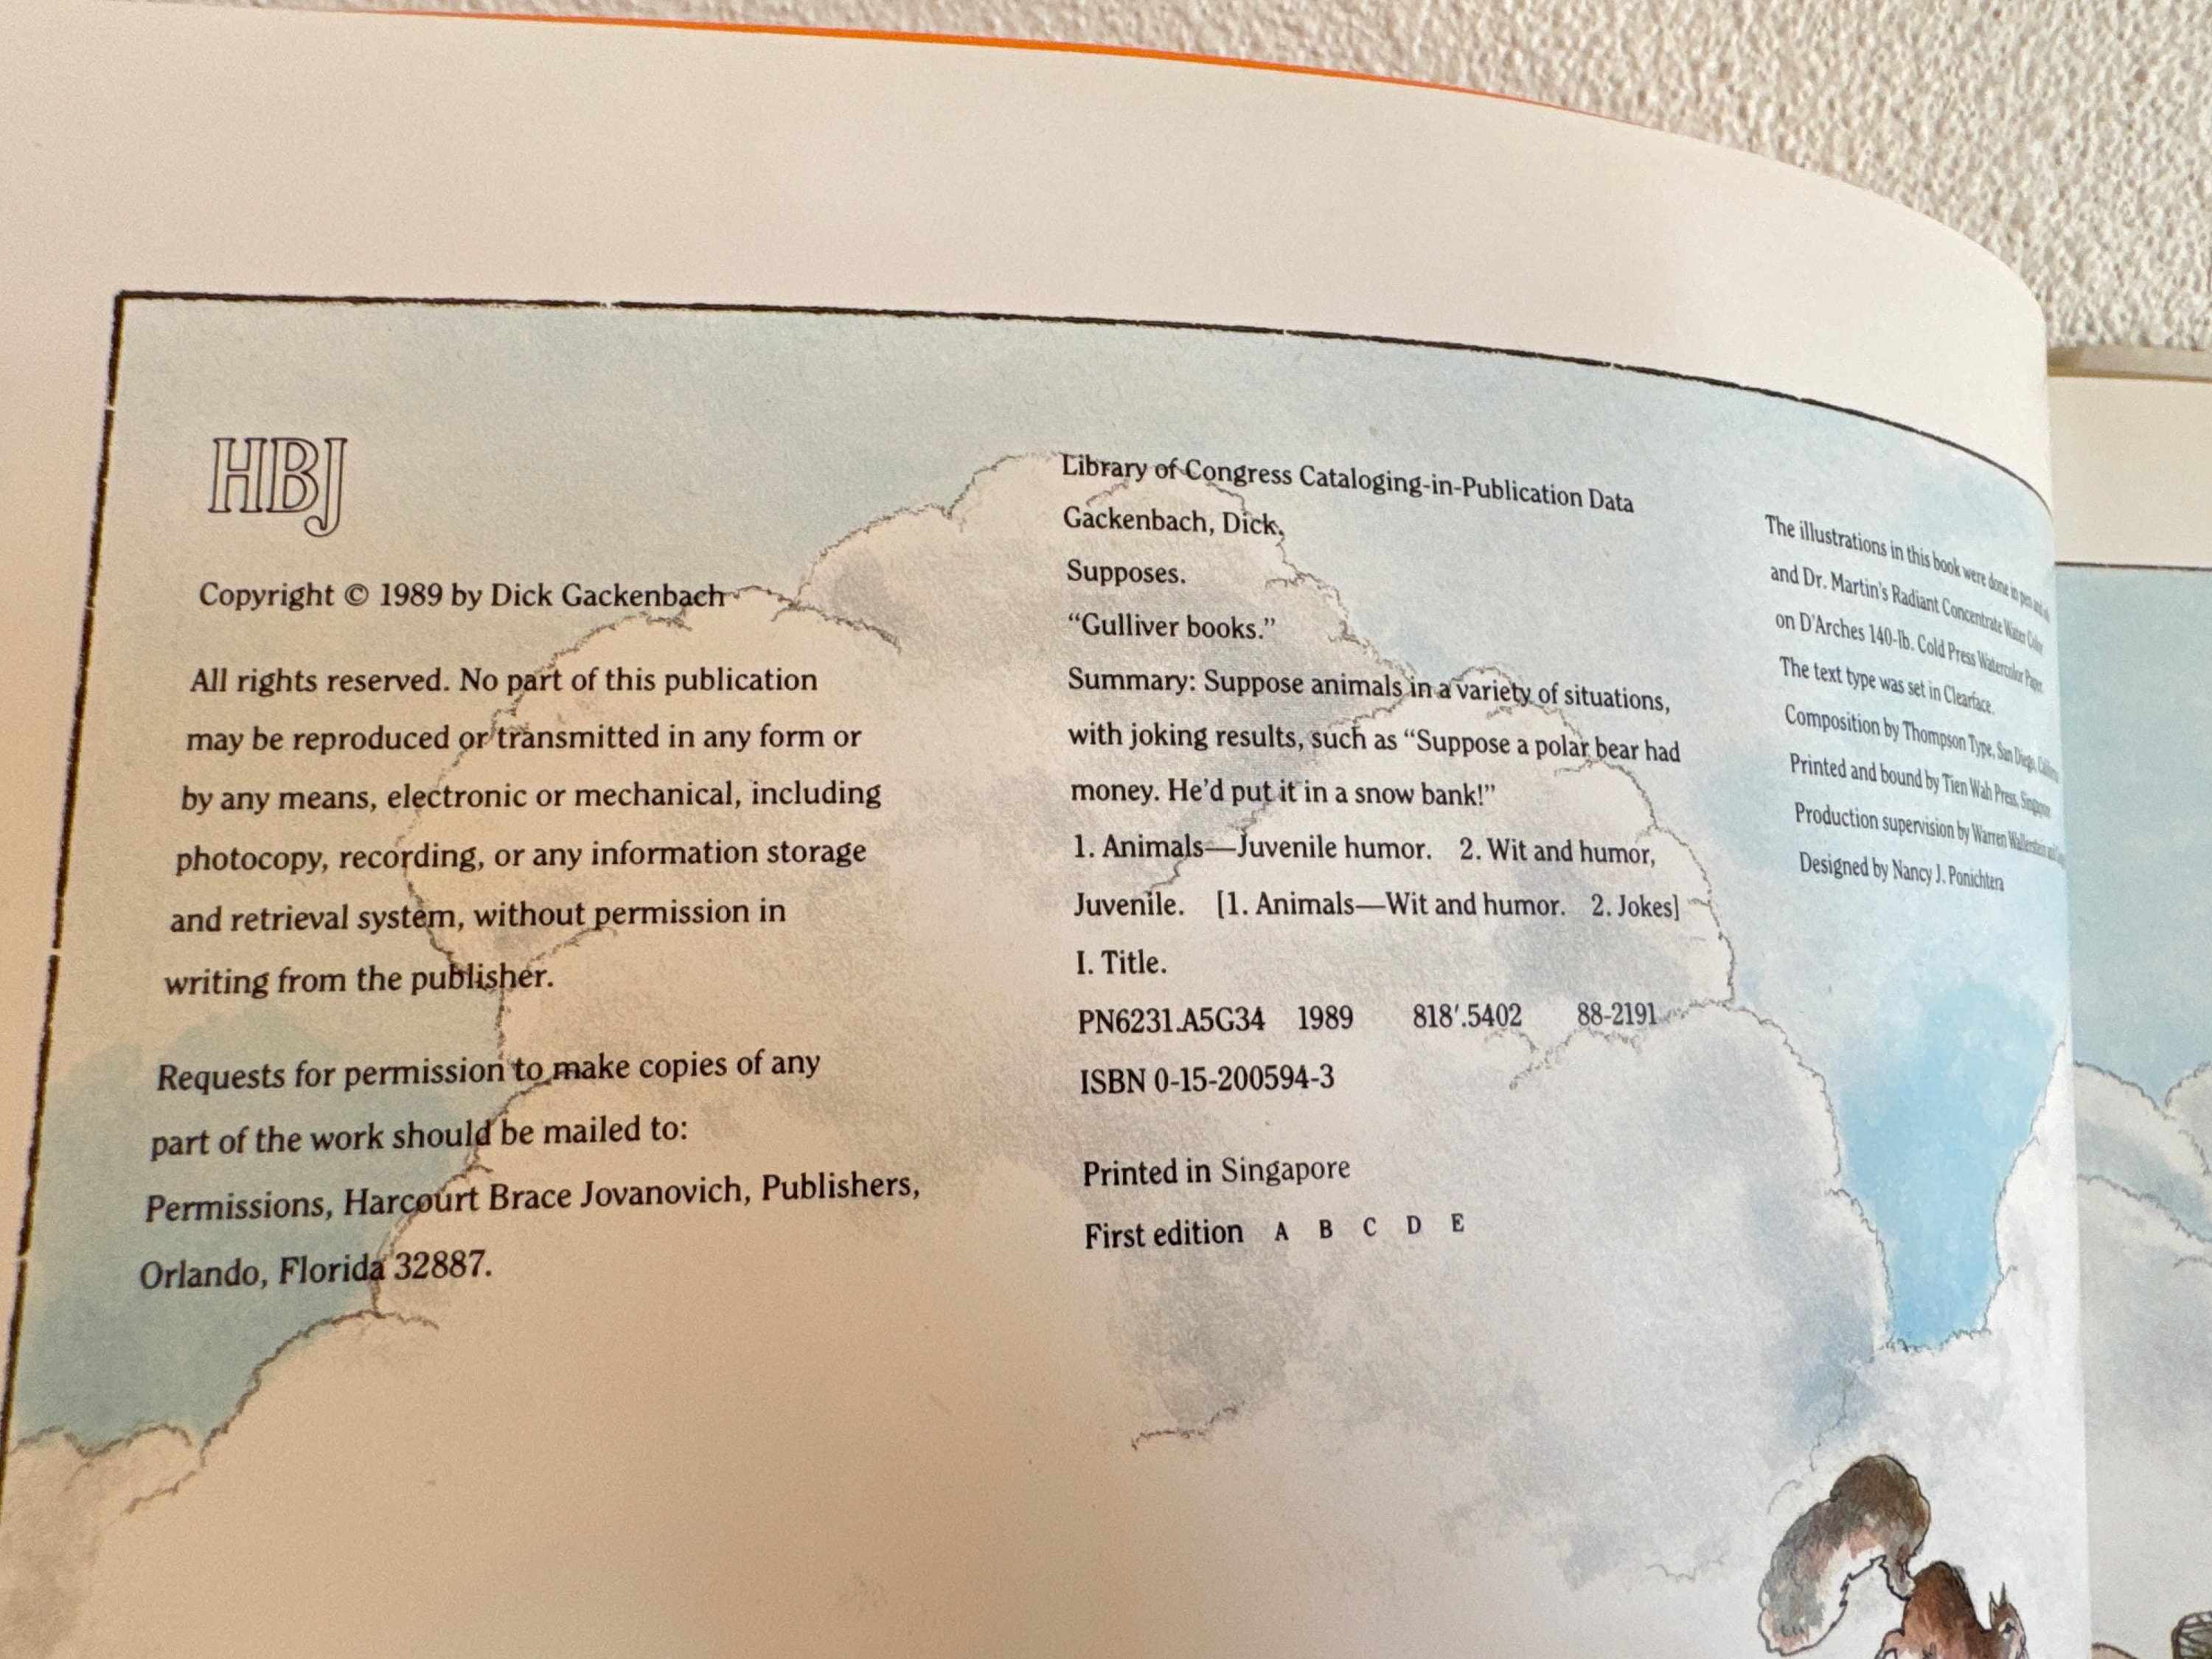 HBJ
Copyright © 1989 by Dick Gackenbach
All rights reserved. No part of this publication
may be reproduced or transmitted in any form or
by any means, electronic or mechanical, including
photocopy, recording, or any information storage
and retrieval system, without permission in
writing from the publisher.
Requests for permission to make copies of any
part of the work should be mailed to:
Permissions, Harcourt Brace Jovanovich, Publishers,
Orlando, Florida 32887.
Library of Congress Cataloging-in-Publication Data
Gackenbach, Dick.
Supposes.
“Gulliver books.”
Summary: Suppose animals in a variety of situations,
with joking results, such as “Suppose a polar bear had
money. He’d put it in a snow bank!”
1. Animals—Juvenile humor. 2. Wit and humor,
Juvenile. [1. Animals—Wit and humor. 2. Jokes]
I. Title.
PN6231.A5G34 1989 818′.5402 88-2191
ISBN 0-15-200594-3
Printed in Singapore
First edition A B C D E
The illustrations in this book were done in pen and
and Dr. Martin’s Radiant Concentrate Water Color
on D’Arches 140-lb. Cold Press Watercolor Paper.
The text type was set in Clearface.
Composition by Thompson Type, San Diego,
Printed and bound by Tien Wah Press, Singapore
Production supervision by Warren Wallerstein and
Designed by Nancy J. Ponichtera